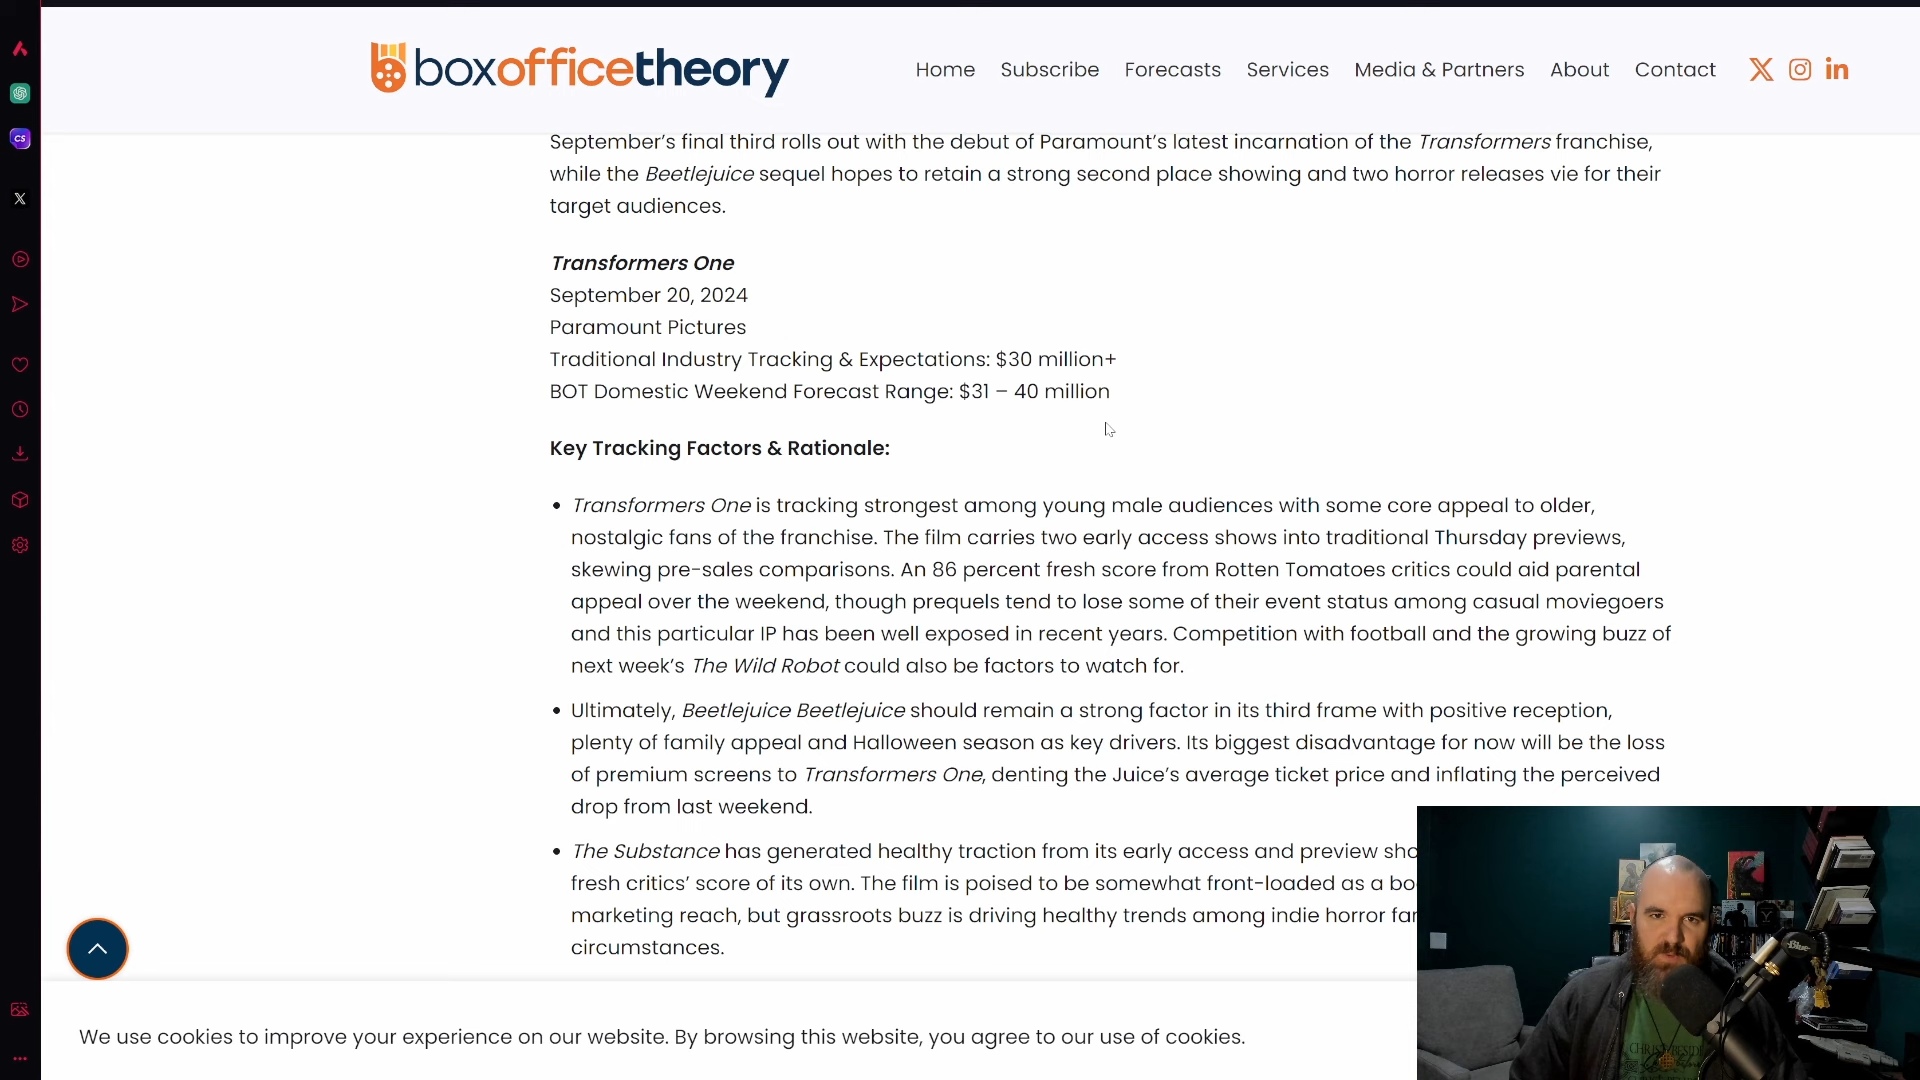 boxofficetheory
Home Subscribe Forecasts Services Media & Partners About Contact
September’s final third rolls out with the debut of Paramount’s latest incarnation of the Transformers franchise,
while the Beetlejuice sequel hopes to retain a strong second place showing and two horror releases vie for their
target audiences.
Transformers One
September 20, 2024
Paramount Pictures
Traditional Industry Tracking & Expectations: $30 million+
BOT Domestic Weekend Forecast Range: $31 – 40 million
Key Tracking Factors & Rationale:
Transformers One is tracking strongest among young male audiences with some core appeal to older,
nostalgic fans of the franchise. The film carries two early access shows into traditional Thursday previews,
skewing pre-sales comparisons. An 86 percent fresh score from Rotten Tomatoes critics could aid parental
appeal over the weekend, though prequels tend to lose some of their event status among casual moviegoers
and this particular IP has been well exposed in recent years. Competition with football and the growing buzz of
next week’s The Wild Robot could also be factors to watch for.
Ultimately, Beetlejuice Beetlejuice should remain a strong factor in its third frame with positive reception,
plenty of family appeal and Halloween season as key drivers. Its biggest disadvantage for now will be the loss
of premium screens to Transformers One, denting the Juice’s average ticket price and inflating the perceived
drop from last weekend.
The Substance has generated healthy traction from its early access and preview sho
fresh critics’ score of its own. The film is poised to be somewhat front-loaded as a bo
marketing reach, but grassroots buzz is driving healthy trends among indie horror fan
circumstances.
We use cookies to improve your experience on our website. By browsing this website, you agree to our use of cookies.
CS
Blue